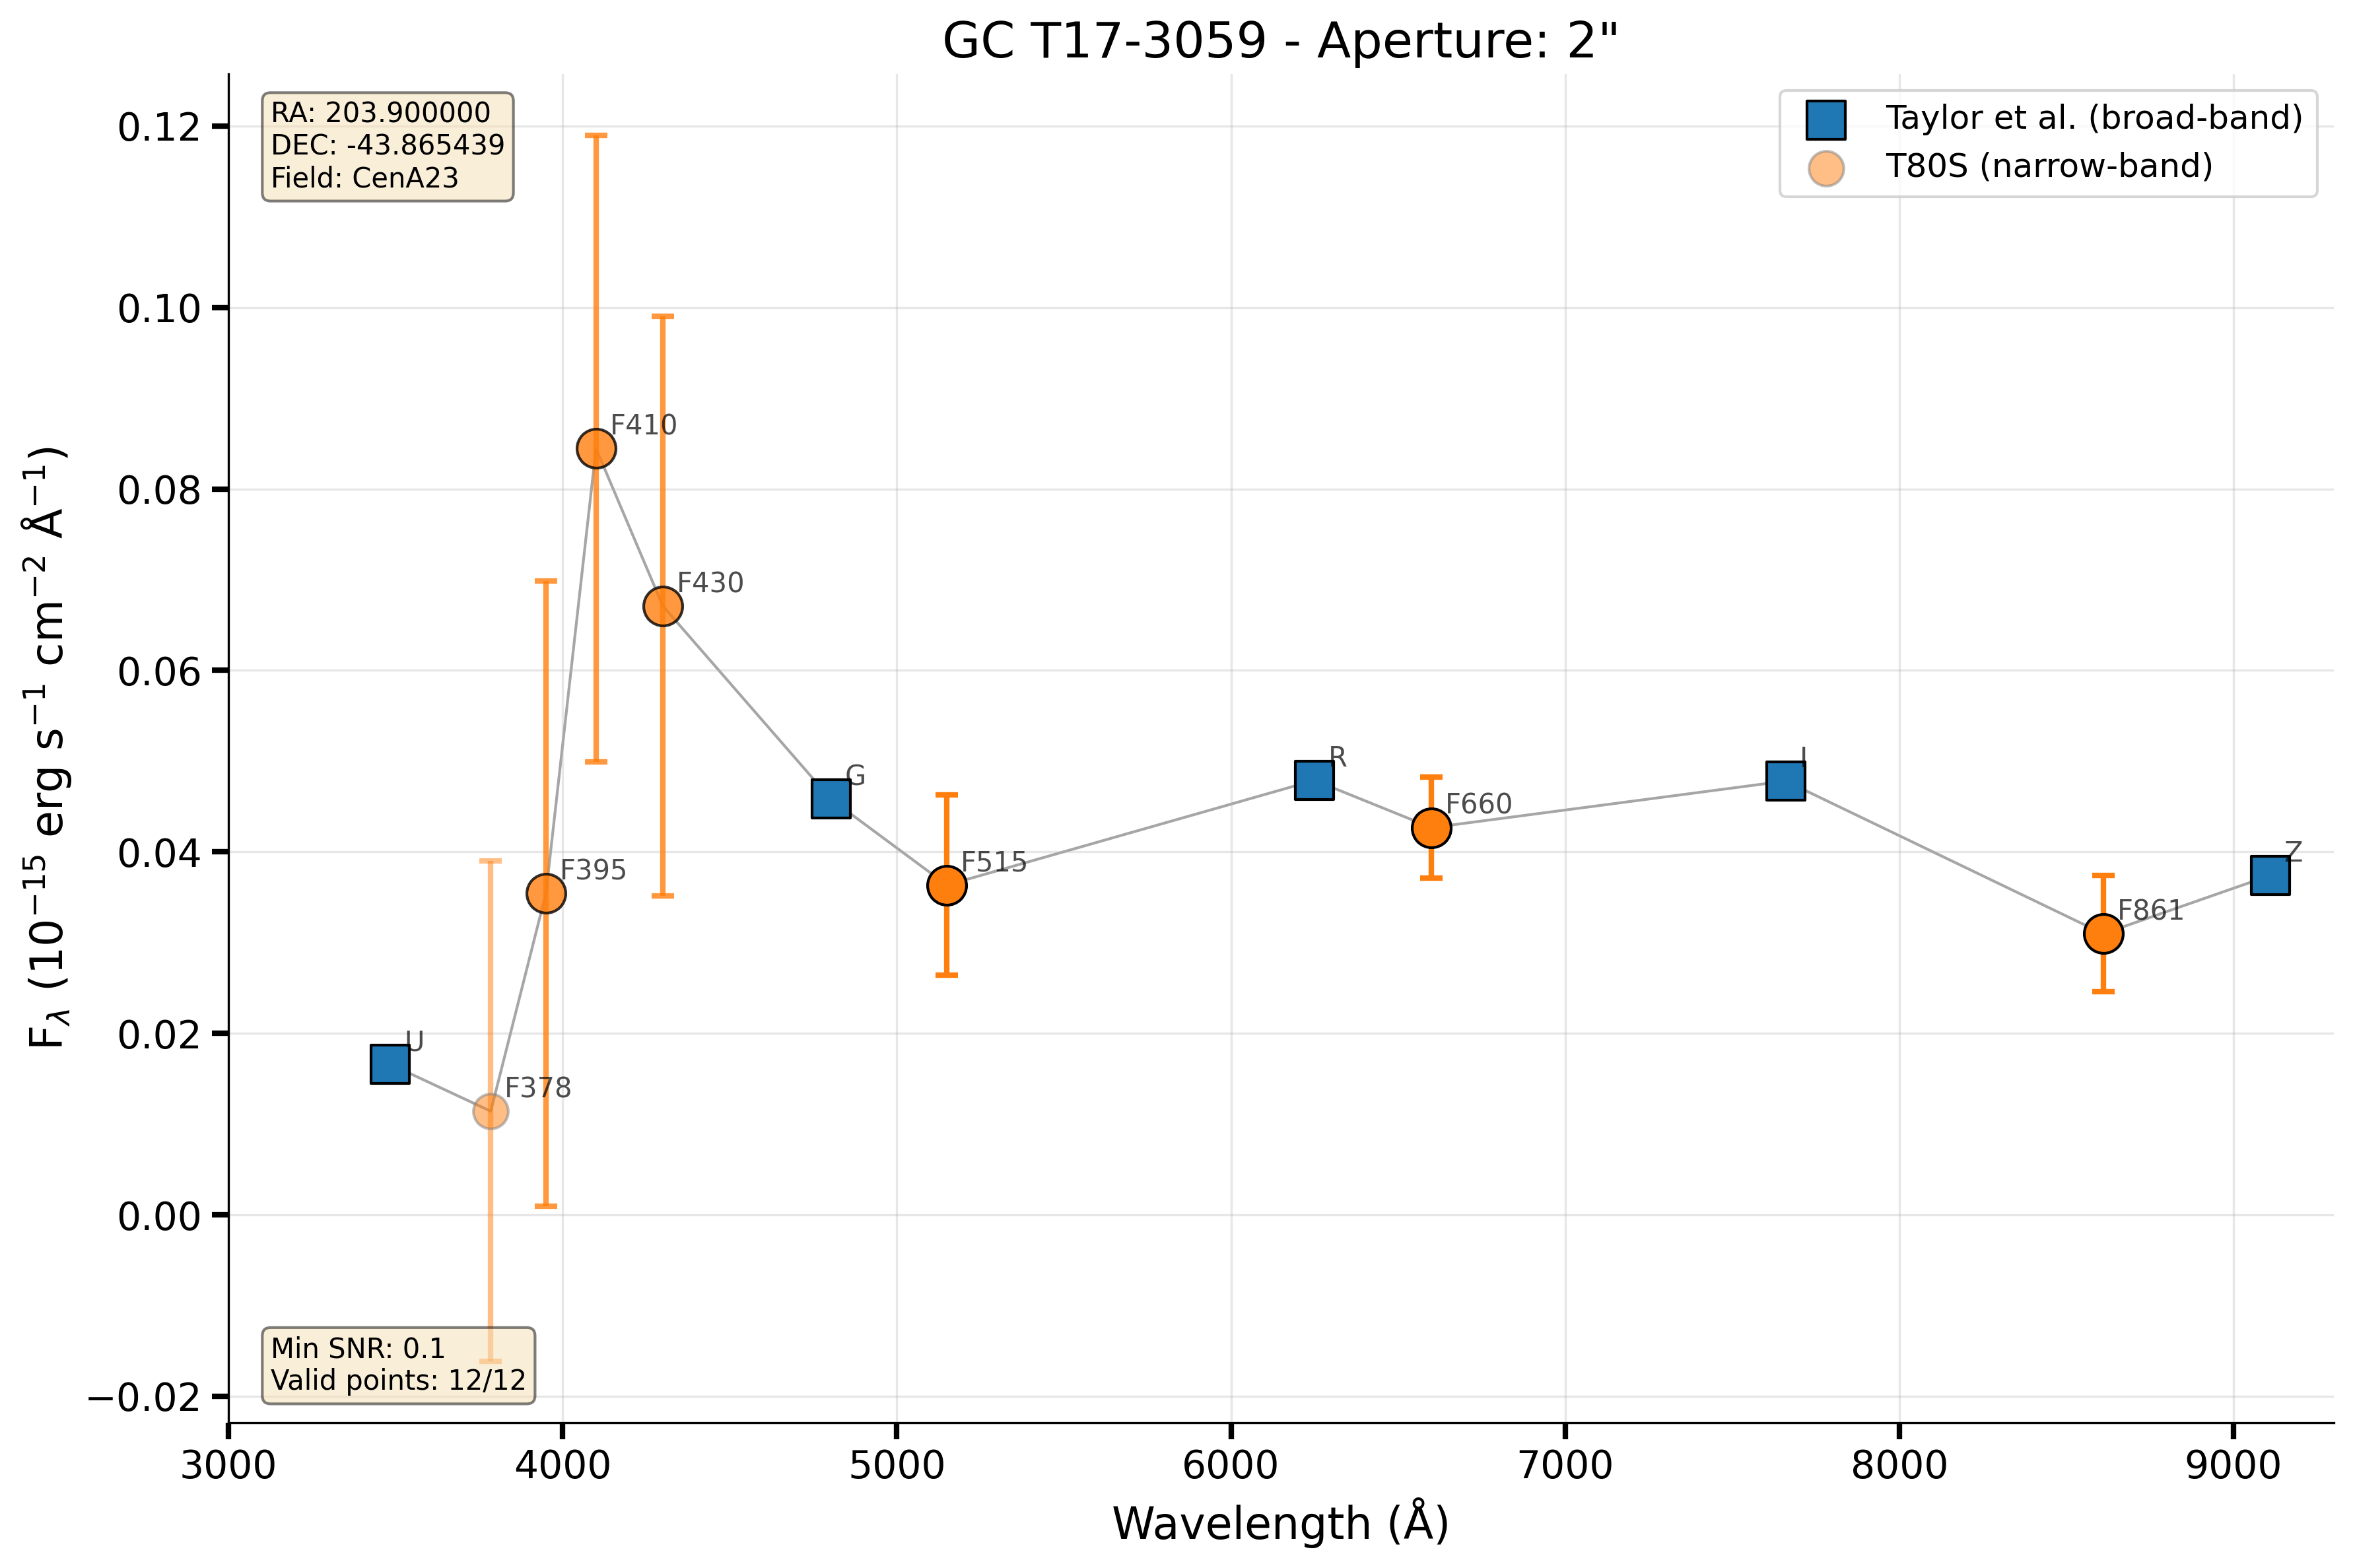 GC T17-3059 - Aperture: 2"
RA: 203.900000
DEC: -43.865439
Field: CenA23
Taylor et al. (broad-band)
T80S (narrow-band)
0.12
0.10
0.08
0.06
0.04
0.02
0.00
−0.02
F$_λ$ (10$^{−15}$ erg s$^{−1}$ cm$^{−2}$ Å$^{−1}$)
U
F378
F395
F410
F430
G
F515
R
F660
I
F861
Z
Min SNR: 0.1
Valid points: 12/12
3000 4000 5000 6000 7000 8000 9000
Wavelength (Å)